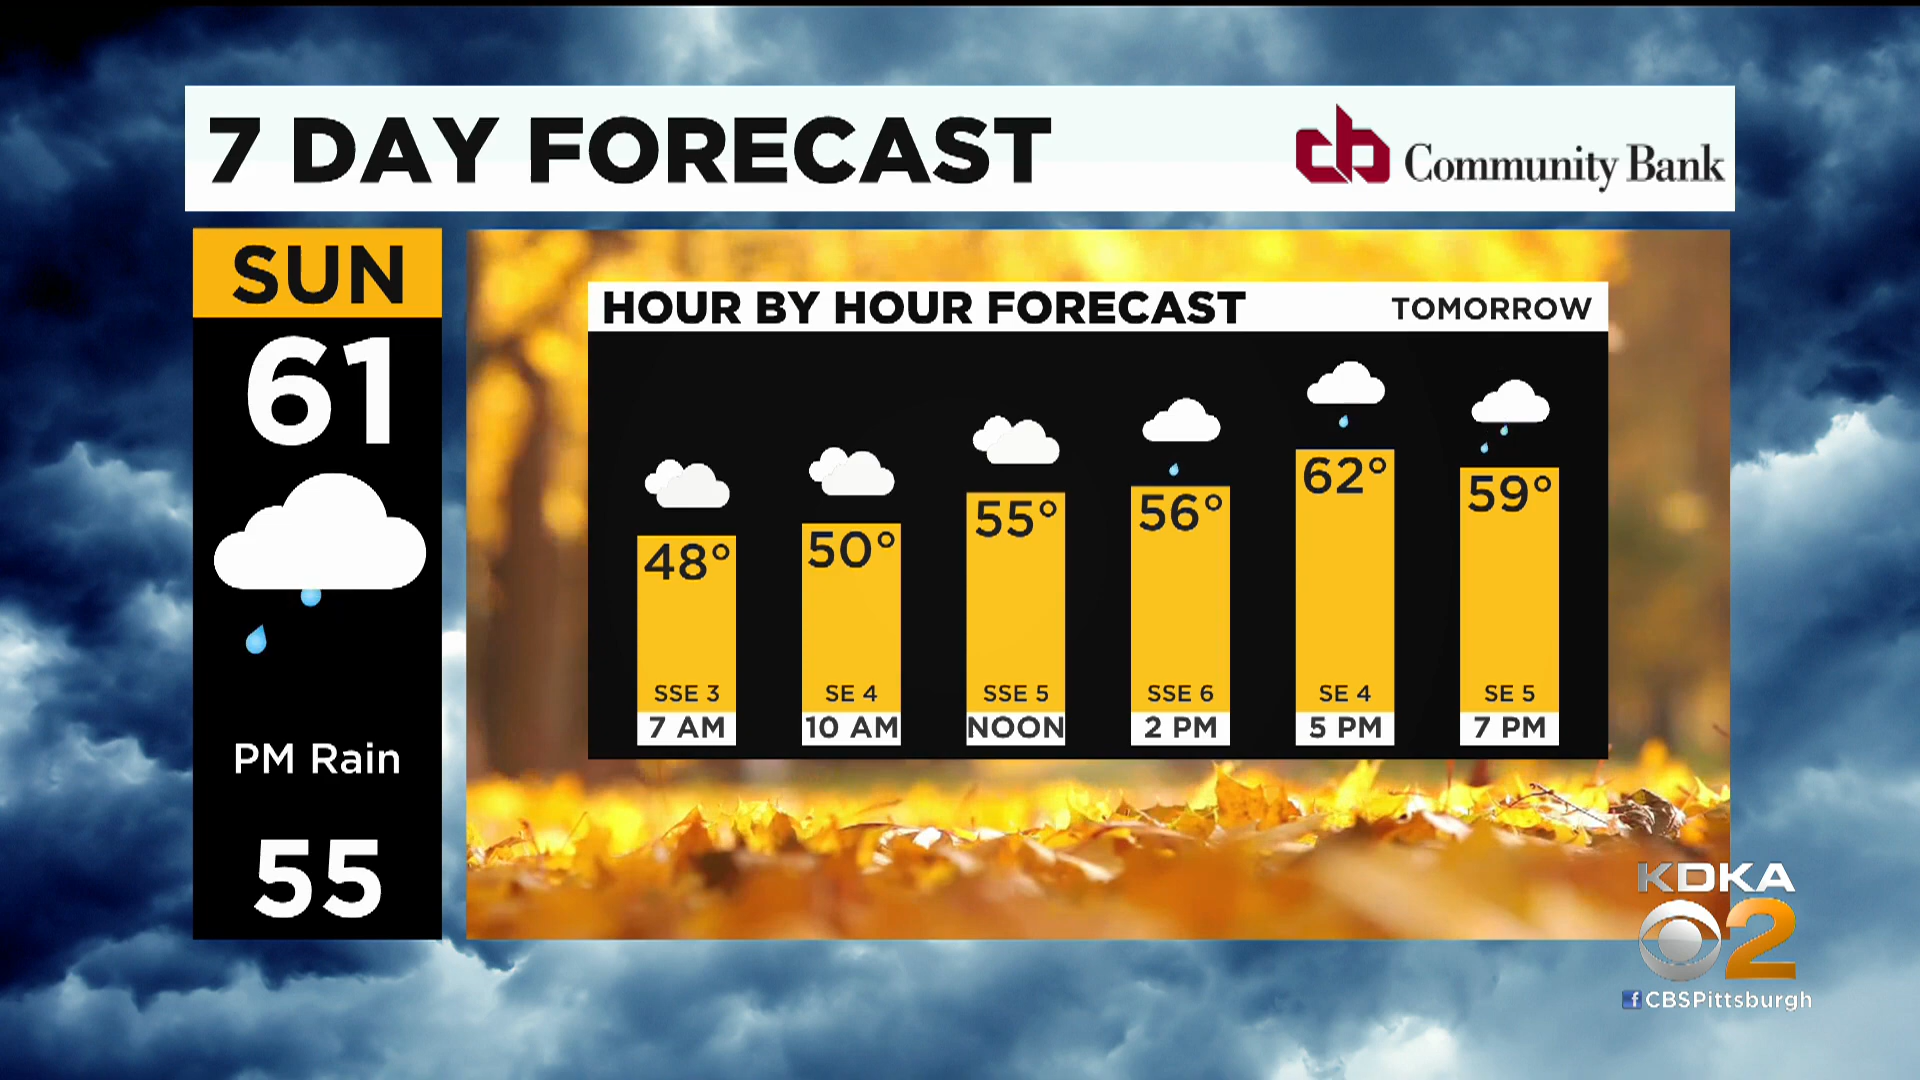 7 DAY FORECAST
cb Community Bank
SUN
61
PM Rain
55
HOUR BY HOUR FORECAST TOMORROW
48° 50° 55° 56° 62° 59°
SSE 3 SE 4 SSE 5 SSE 6 SE 4 SE 5
7 AM 10 AM NOON 2 PM 5 PM 7 PM
KDKA
2
f CBSPittsburgh